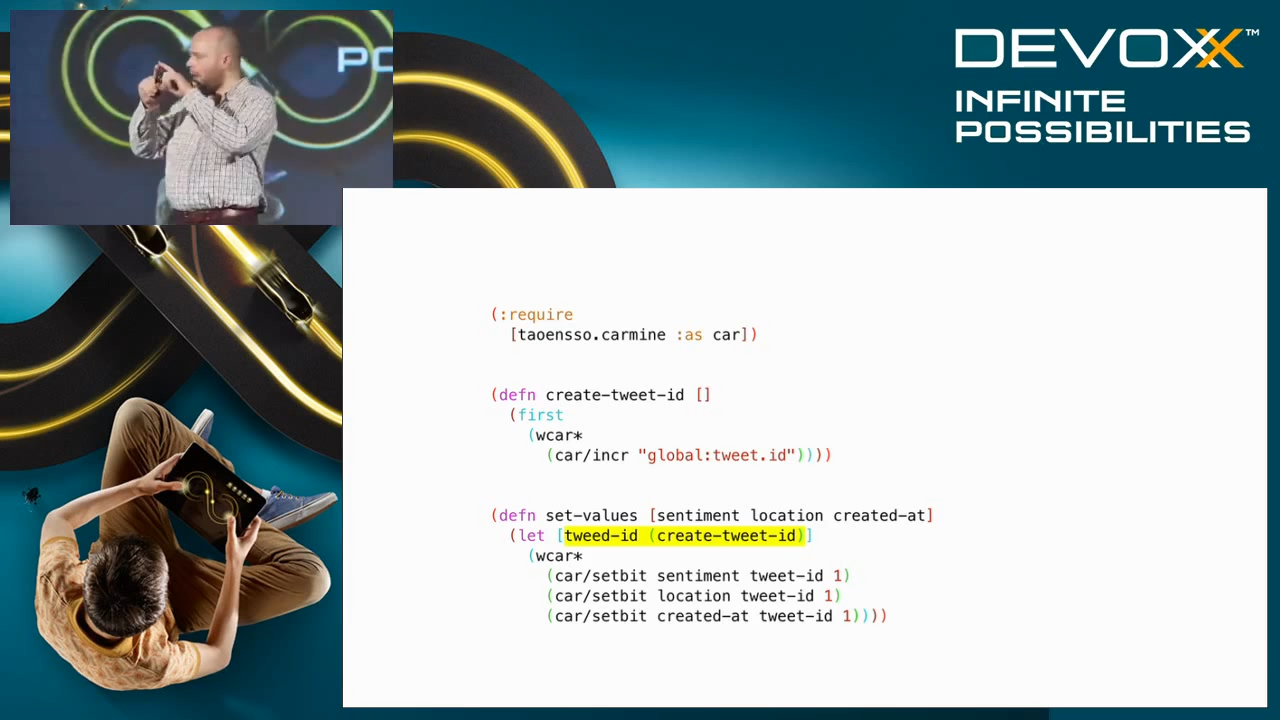 PO
DEVOXX™
INFINITE
POSSIBILITIES
(:require
[taoensso.carmine :as car])
(defn create-tweet-id []
(first
(wcar*
(car/incr "global:tweet.id"))))
(defn set-values [sentiment location created-at]
(let [tweed-id (create-tweet-id)]
(wcar*
(car/setbit sentiment tweet-id 1)
(car/setbit location tweet-id 1)
(car/setbit created-at tweet-id 1))))